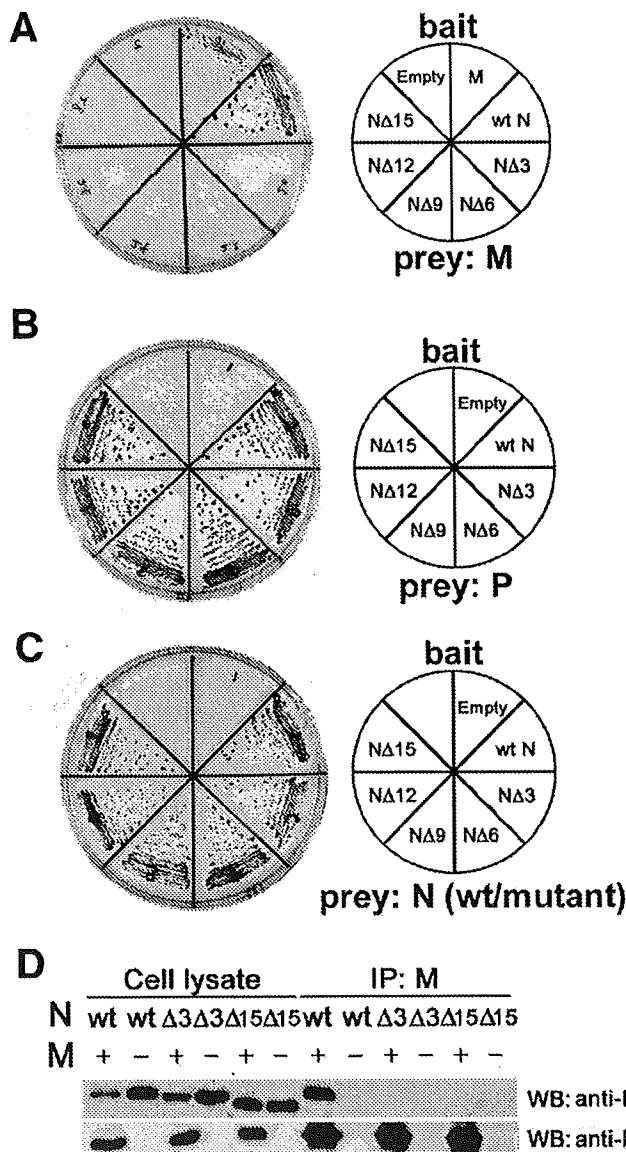 A
bait
Empty
M
NΔ15
wt N
NΔ12
NΔ3
NΔ9
NΔ6
prey: M
B
bait
Empty
NΔ15
wt N
NΔ12
NΔ3
NΔ9
NΔ6
prey: P
C
bait
Empty
NΔ15
wt N
NΔ12
NΔ3
NΔ9
NΔ6
prey: N (wt/mutant)
D
Cell lysate IP: M
N wt wt Δ3 Δ3 Δ15 Δ15 wt wt Δ3 Δ3 Δ15 Δ15
M + − + − + − + − + − + −
WB: anti-
WB: anti-